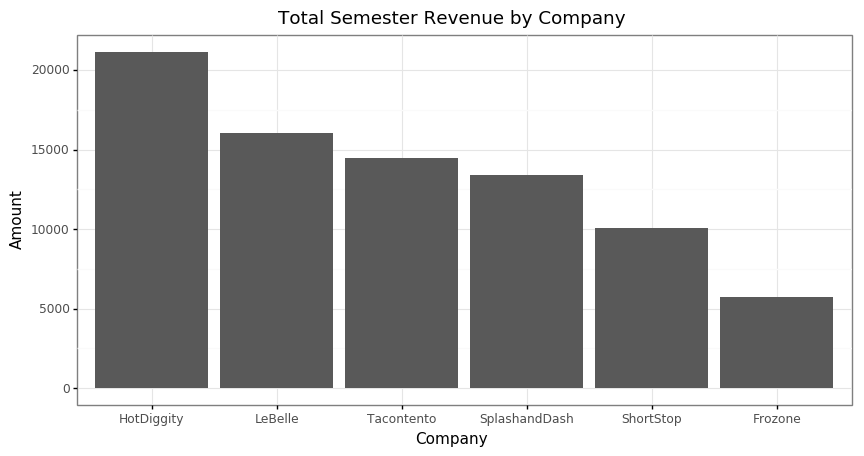 Total Semester Revenue by Company
Amount
20000
15000
10000
5000
0
HotDiggity LeBelle Tacontento SplashandDash ShortStop Frozone
Company